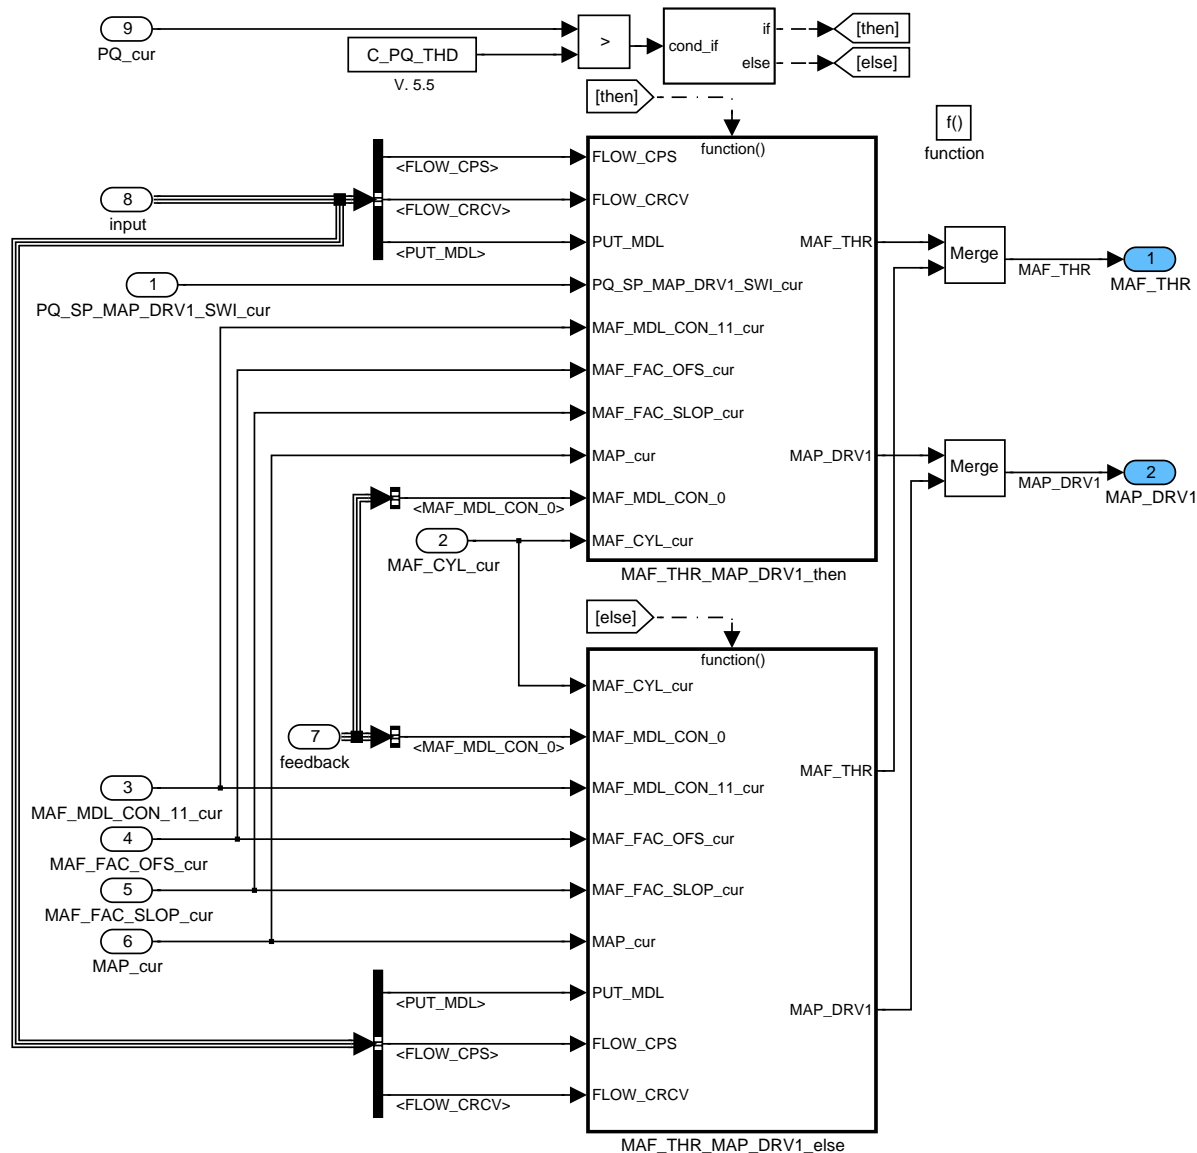 9
PQ_cur
C_PQ_THD
V. 5.5
>
cond_if
if
else
[then]
[else]
[then]
f()
function
function()
FLOW_CPS
FLOW_CRCV
PUT_MDL
PQ_SP_MAP_DRV1_SWI_cur
MAF_MDL_CON_11_cur
MAF_FAC_OFS_cur
MAF_FAC_SLOP_cur
MAP_cur
MAF_MDL_CON_0
MAF_CYL_cur
MAF_THR
MAP_DRV1
MAF_THR_MAP_DRV1_then
<FLOW_CPS>
<FLOW_CRCV>
<PUT_MDL>
8
input
1
PQ_SP_MAP_DRV1_SWI_cur
<MAF_MDL_CON_0>
2
MAF_CYL_cur
Merge
MAF_THR
1
MAF_THR
Merge
MAP_DRV1
2
MAP_DRV1
[else]
function()
MAF_CYL_cur
MAF_MDL_CON_0
MAF_MDL_CON_11_cur
MAF_FAC_OFS_cur
MAF_FAC_SLOP_cur
MAP_cur
PUT_MDL
FLOW_CPS
FLOW_CRCV
MAF_THR
MAP_DRV1
MAF_THR_MAP_DRV1_else
7
feedback
<MAF_MDL_CON_0>
3
MAF_MDL_CON_11_cur
4
MAF_FAC_OFS_cur
5
MAF_FAC_SLOP_cur
6
MAP_cur
<PUT_MDL>
<FLOW_CPS>
<FLOW_CRCV>